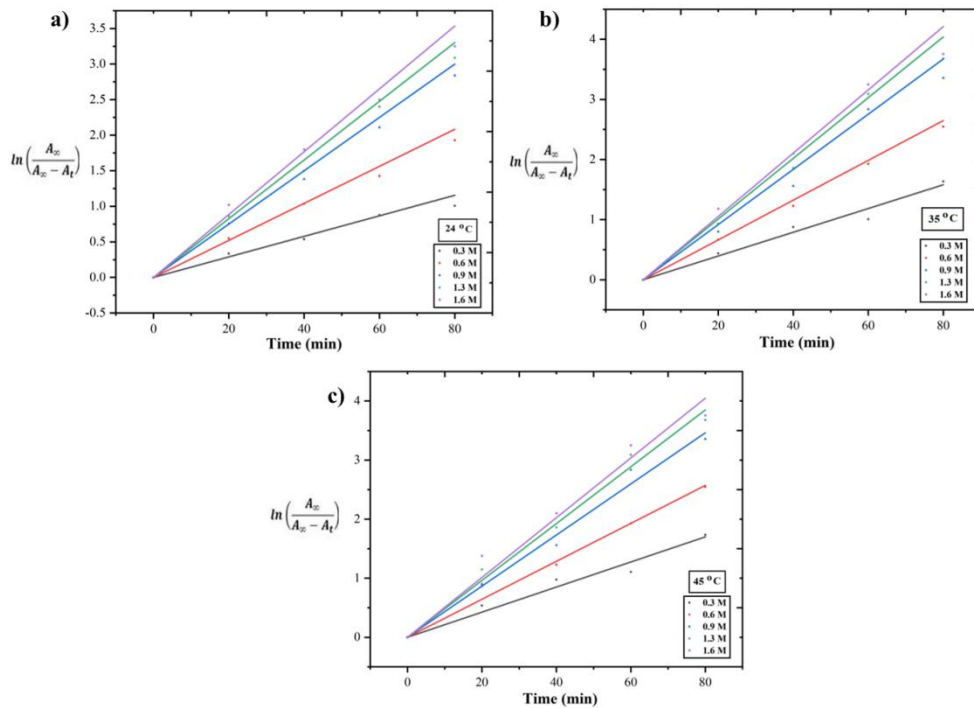 a)
3.5
3.0
2.5
2.0
1.5
1.0
0.5
0.0
-0.5
ln(A∞/(A∞ − At))
24 °C
0.3 M
0.6 M
0.9 M
1.3 M
1.6 M
0 20 40 60 80
Time (min)
b)
4
3
2
1
0
ln(A∞/(A∞ − At))
35 °C
0.3 M
0.6 M
0.9 M
1.3 M
1.6 M
0 20 40 60 80
Time (min)
c)
4
3
2
1
0
ln(A∞/(A∞ − At))
45 °C
0.3 M
0.6 M
0.9 M
1.3 M
1.6 M
0 20 40 60 80
Time (min)